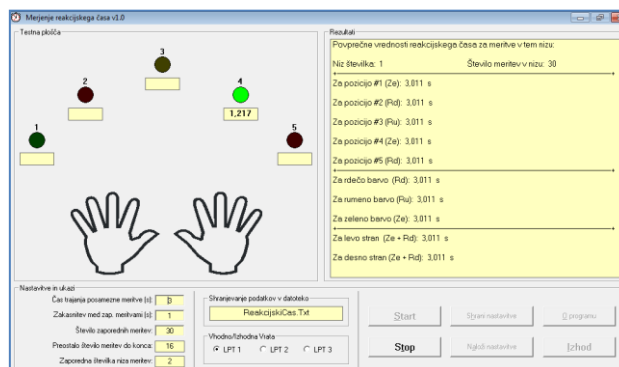 Merjenje reakcijskega časa v1.0
Testna plošča
3
2
4
1,217
1
5
Rezultati
Povprečne vrednosti reakcijskega časa za meritve v tem nizu:
Niz številka: 1 Število meritev v nizu: 30
Za pozicijo #1 (Ze): 3,011 s
Za pozicijo #2 (Rd): 3,011 s
Za pozicijo #3 (Ru): 3,011 s
Za pozicijo #4 (Ze): 3,011 s
Za pozicijo #5 (Rd): 3,011 s
Za rdečo barvo (Rd): 3,011 s
Za rumeno barvo (Ru): 3,011 s
Za zeleno barvo (Ze): 3,011 s
Za levo stran (Ze + Rd): 3,011 s
Za desno stran (Ze + Rd): 3,011 s
Nastavitve in ukazi
Čas trajanja posamezne meritve (s):
Zakasnitev med zap. meritvami (s): 1
Število zaporednih meritev: 30
Preostalo število meritev do konca: 16
Zaporedna številka niza meritev: 2
Shranjevanje podatkov v datoteko
ReakcijskiCas.Txt
Vhodno/Izhodna Vrata
LPT 1 LPT 2 LPT 3
Start Shrani nastavitve O programu
Stop Naloži nastavitve Izhod